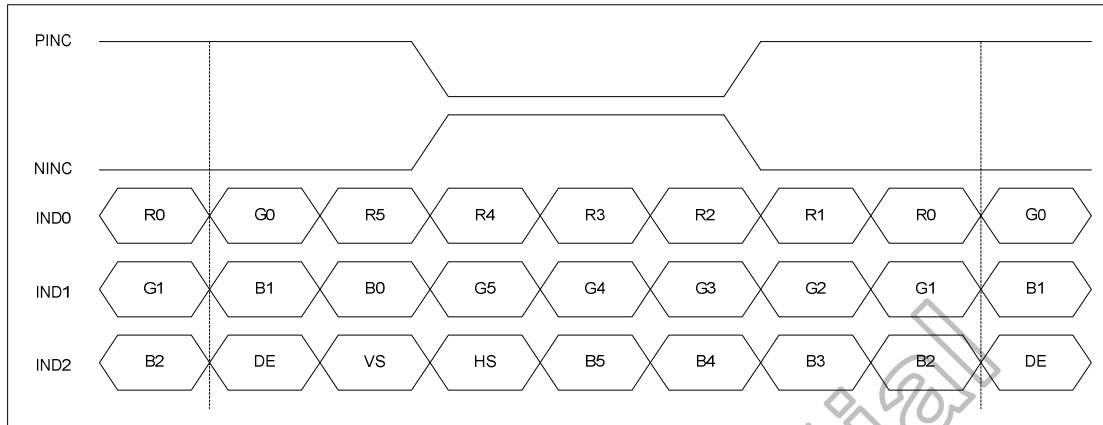 PINC
NINC
IND0 R0 G0 R5 R4 R3 R2 R1 R0 G0
IND1 G1 B1 B0 G5 G4 G3 G2 G1 B1
IND2 B2 DE VS HS B5 B4 B3 B2 DE
tial